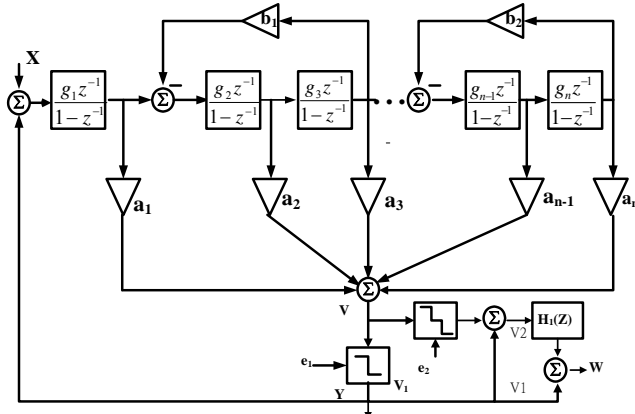 b₁
b₂
X
Σ
g₁z⁻¹
1- z⁻¹
Σ
−
g₂z⁻¹
1- z⁻¹
g₃z⁻¹
1- z⁻¹
•••
Σ
−
gₙ₋₁z⁻¹
1-z⁻¹
gₙz⁻¹
1-z⁻¹
-
a₁
a₂
a₃
aₙ₋₁
Σ
V
e₁
V₁
Y
e₂
Σ
V2
H₁(Z)
Σ
W
V1